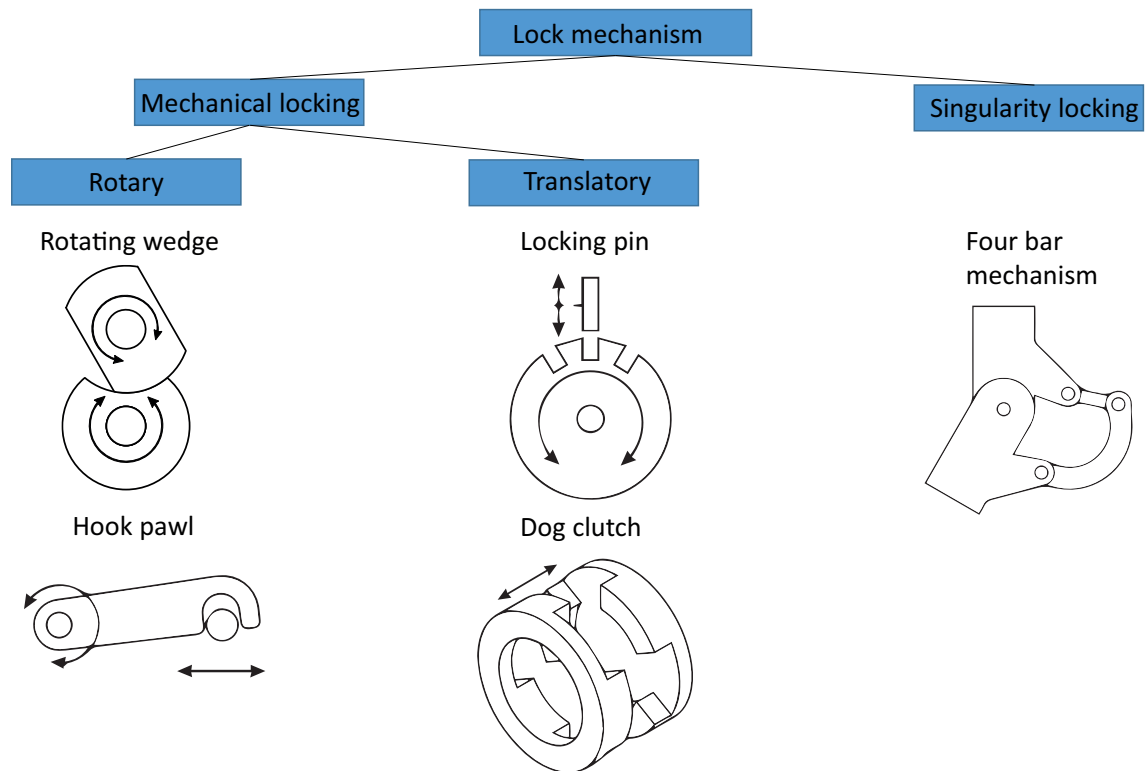 Lock mechanism
Mechanical locking
Singularity locking
Rotary
Translatory
Rotating wedge
Locking pin
Four bar
mechanism
Hook pawl
Dog clutch